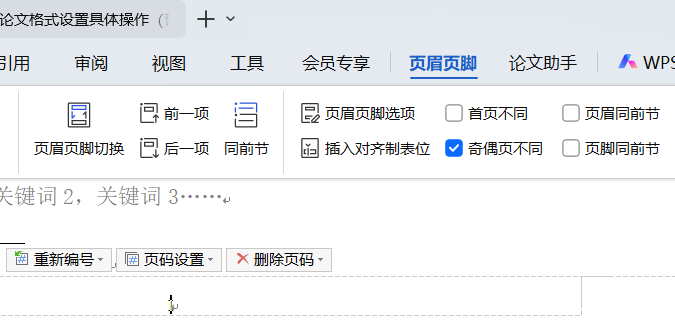 论文格式设置具体操作（
引用 审阅 视图 工具 会员专享 页眉页脚 论文助手 WPS
页眉页脚切换 前一项 后一项 同前节 页眉页脚选项 首页不同 页眉同前节
插入对齐制表位 奇偶页不同 页脚同前节
关键词 2，关键词 3……
重新编号 页码设置 删除页码